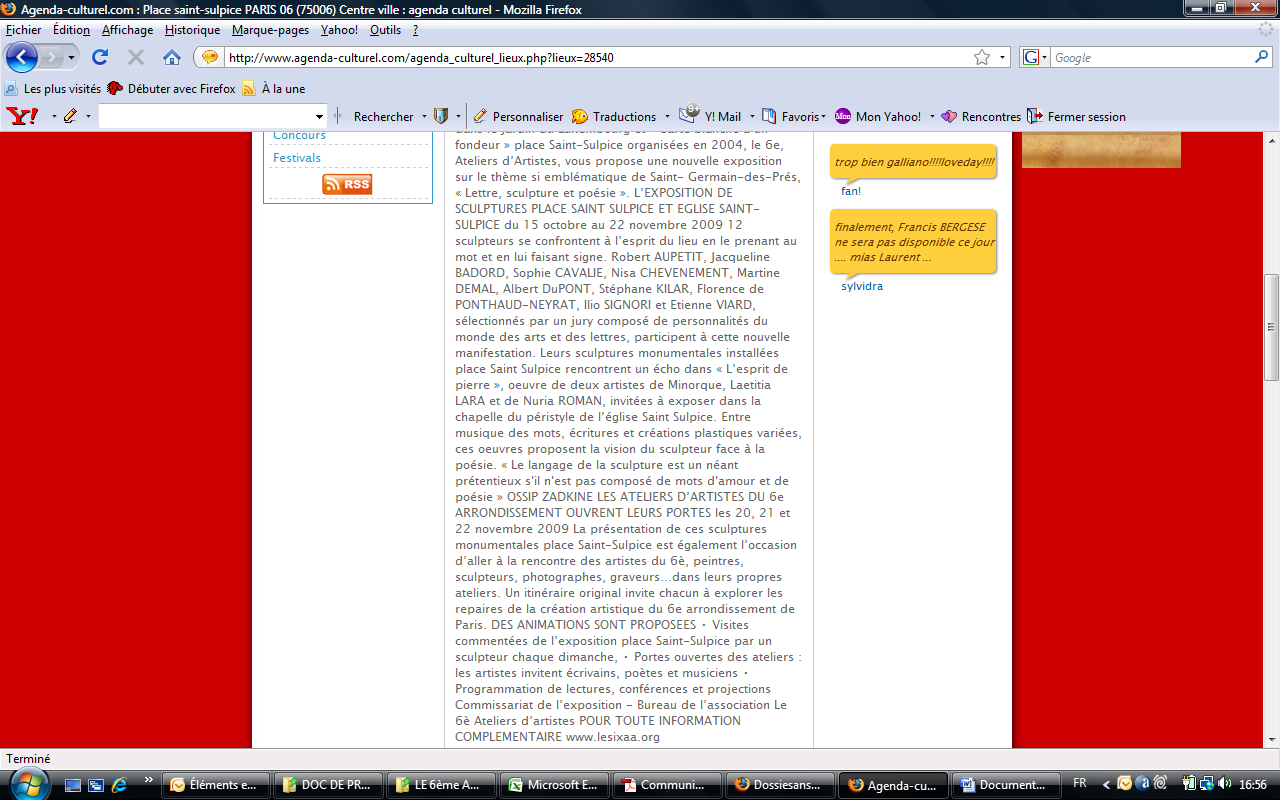 Agenda-culturel.com : Place saint-sulpice PARIS 06 (75006) Centre ville : agenda culturel - Mozilla Firefox
Fichier Édition Affichage Historique Marque-pages Yahoo! Outils ?
http://www.agenda-culturel.com/agenda_culturel_lieux.php?lieux=28540
G Google
Les plus visités Débuter avec Firefox À la une
Y! Rechercher Personnaliser Traductions 9+ Y! Mail Favoris Mon Mon Yahoo! Rencontres Fermer session
Concours
Festivals
RSS
dans le jardin du Luxembourg et « Carte blanche à un
fondeur » place Saint-Sulpice organisées en 2004, le 6e,
Ateliers d'Artistes, vous propose une nouvelle exposition
sur le thème si emblématique de Saint- Germain-des-Prés,
« Lettre, sculpture et poésie ». L'EXPOSITION DE
SCULPTURES PLACE SAINT SULPICE ET EGLISE SAINT-
SULPICE du 15 octobre au 22 novembre 2009 12
sculpteurs se confrontent à l'esprit du lieu en le prenant au
mot et en lui faisant signe. Robert AUPETIT, Jacqueline
BADORD, Sophie CAVALIE, Nisa CHEVENEMENT, Martine
DEMAL, Albert DuPONT, Stéphane KILAR, Florence de
PONTHAUD-NEYRAT, Ilio SIGNORI et Etienne VIARD,
sélectionnés par un jury composé de personnalités du
monde des arts et des lettres, participent à cette nouvelle
manifestation. Leurs sculptures monumentales installées
place Saint Sulpice rencontrent un écho dans « L'esprit de
pierre », oeuvre de deux artistes de Minorque, Laetitia
LARA et de Nuria ROMAN, invitées à exposer dans la
chapelle du péristyle de l'église Saint Sulpice. Entre
musique des mots, écritures et créations plastiques variées,
ces oeuvres proposent la vision du sculpteur face à la
poésie. « Le langage de la sculpture est un néant
prétentieux s'il n'est pas composé de mots d'amour et de
poésie » OSSIP ZADKINE LES ATELIERS D'ARTISTES DU 6e
ARRONDISSEMENT OUVRENT LEURS PORTES les 20, 21 et
22 novembre 2009 La présentation de ces sculptures
monumentales place Saint-Sulpice est également l'occasion
d'aller à la rencontre des artistes du 6è, peintres,
sculpteurs, photographes, graveurs...dans leurs propres
ateliers. Un itinéraire original invite chacun à explorer les
repaires de la création artistique du 6e arrondissement de
Paris. DES ANIMATIONS SONT PROPOSEES • Visites
commentées de l'exposition place Saint-Sulpice par un
sculpteur chaque dimanche, • Portes ouvertes des ateliers :
les artistes invitent écrivains, poètes et musiciens •
Programmation de lectures, conférences et projections
Commissariat de l'exposition - Bureau de l'association Le
6è Ateliers d'artistes POUR TOUTE INFORMATION
COMPLEMENTAIRE www.lesixaa.org
trop bien galliano!!!!loveday!!!!
fan!
finalement, Francis BERGESE
ne sera pas disponible ce jour
.... mias Laurent ...
sylvidra
Terminé
» Éléments e... DOC DE PR... LE 6ème A... Microsoft E... Communi... Dossiesans... Agenda-cu... Document... FR 16:56